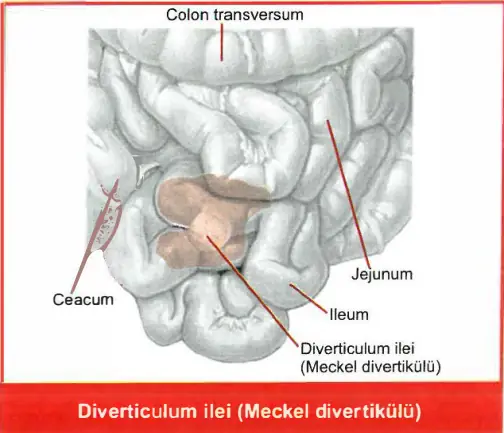 Colon transversum
Jejunum
Ceacum
Ileum
Diverticulum ilei
(Meckel divertikülü)
Diverticulum ilei (Meckel divertikülü)